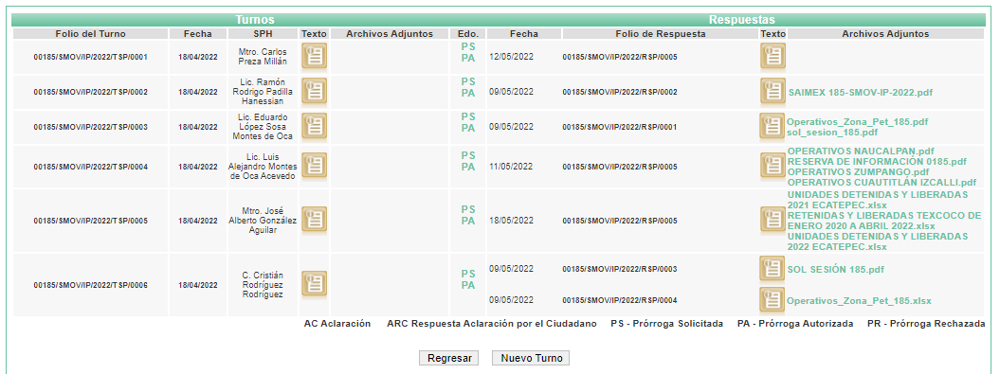 Turnos Respuestas
Folio del Turno Fecha SPH Texto Archivos Adjuntos Edo. Fecha Folio de Respuesta Texto Archivos Adjuntos
00185/SMOV/IP/2022/TSP/0001 18/04/2022 Mtro. Carlos
Preza Millán
PS
PA
12/05/2022 00185/SMOV/IP/2022/RSP/0005
00185/SMOV/IP/2022/TSP/0002 18/04/2022 Lic. Ramón
Rodrigo Padilla
Hanessian
PS
PA
09/05/2022 00185/SMOV/IP/2022/RSP/0002 SAIMEX 185-SMOV-IP-2022.pdf
00185/SMOV/IP/2022/TSP/0003 18/04/2022 Lic. Eduardo
López Sosa
Montes de Oca
PS
PA
09/05/2022 00185/SMOV/IP/2022/RSP/0001 Operativos_Zona_Pet_185.pdf
sol_sesion_185.pdf
00185/SMOV/IP/2022/TSP/0004 18/04/2022 Lic. Luis
Alejandro Montes
de Oca Acevedo
PS
PA
11/05/2022 00185/SMOV/IP/2022/RSP/0005 OPERATIVOS NAUCALPAN.pdf
RESERVA DE INFORMACIÓN 0185.pdf
OPERATIVOS ZUMPANGO.pdf
OPERATIVOS CUAUTITLÁN IZCALLI.pdf
00185/SMOV/IP/2022/TSP/0005 18/04/2022 Mtro. José
Alberto González
Aguilar
PS
PA
18/05/2022 00185/SMOV/IP/2022/RSP/0005 UNIDADES DETENIDAS Y LIBERADAS
2021 ECATEPEC.xlsx
RETENIDAS Y LIBERADAS TEXCOCO DE
ENERO 2020 A ABRIL 2022.xlsx
UNIDADES DETENIDAS Y LIBERADAS
2022 ECATEPEC.xlsx
00185/SMOV/IP/2022/TSP/0006 18/04/2022 C. Cristián
Rodríguez
Rodríguez
PS
PA
09/05/2022 00185/SMOV/IP/2022/RSP/0003 SOL SESIÓN 185.pdf
09/05/2022 00185/SMOV/IP/2022/RSP/0004 Operativos_Zona_Pet_185.xlsx
AC Aclaración ARC Respuesta Aclaración por el Ciudadano PS - Prórroga Solicitada PA - Prórroga Autorizada PR - Prórroga Rechazada
Regresar Nuevo Turno